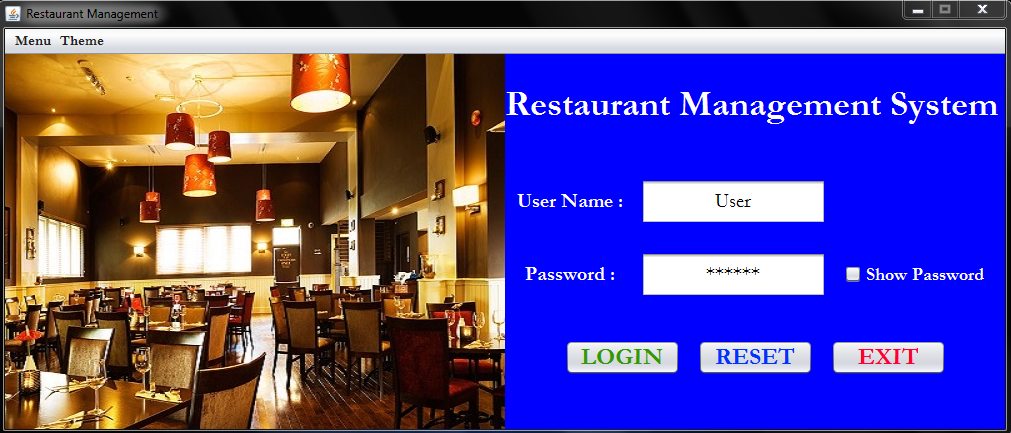 Restaurant Management
Menu Theme
Restaurant Management System
User Name : User
Password : ****** Show Password
LOGIN RESET EXIT